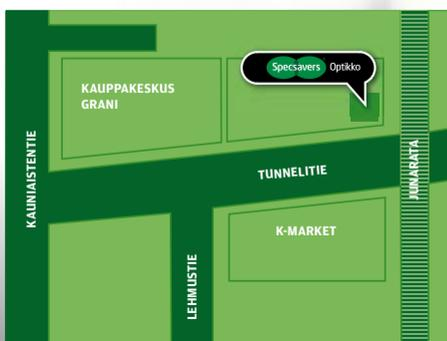 Specsavers Optikko
KAUPPAKESKUS
GRANI
KAUNIAISTENTIE
TUNNELITIE
JUNARATA
K-MARKET
LEHMUSTIE